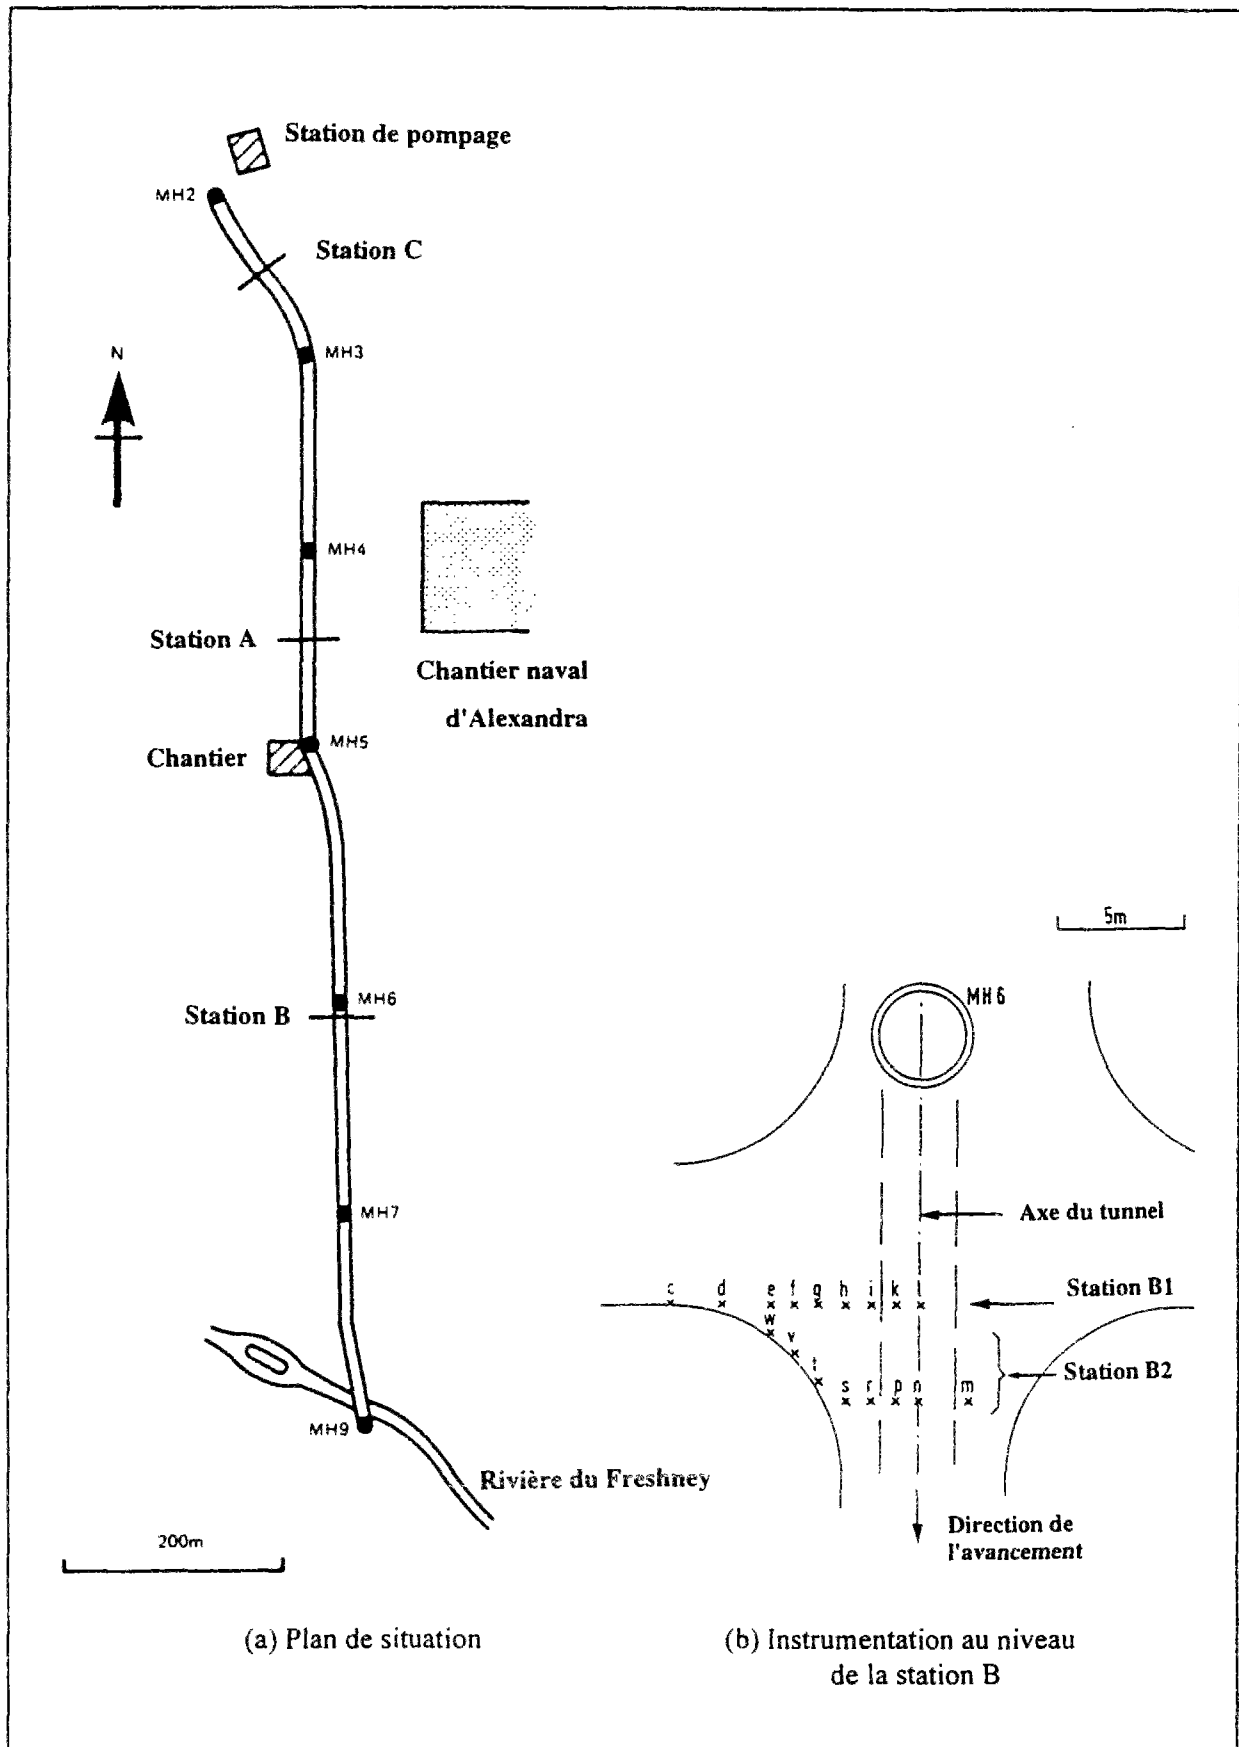 Station de pompage
MH2
Station C
N
MH3
MH4
Station A
Chantier naval
d'Alexandra
MH5
Chantier
MH6
Station B
MH7
MH9
Rivière du Freshney
200m
(a) Plan de situation
5m
MH6
Axe du tunnel
c d e f g h i k l
Station B1
w
v
t
Station B2
s r p n m
Direction de
l'avancement
(b) Instrumentation au niveau
de la station B